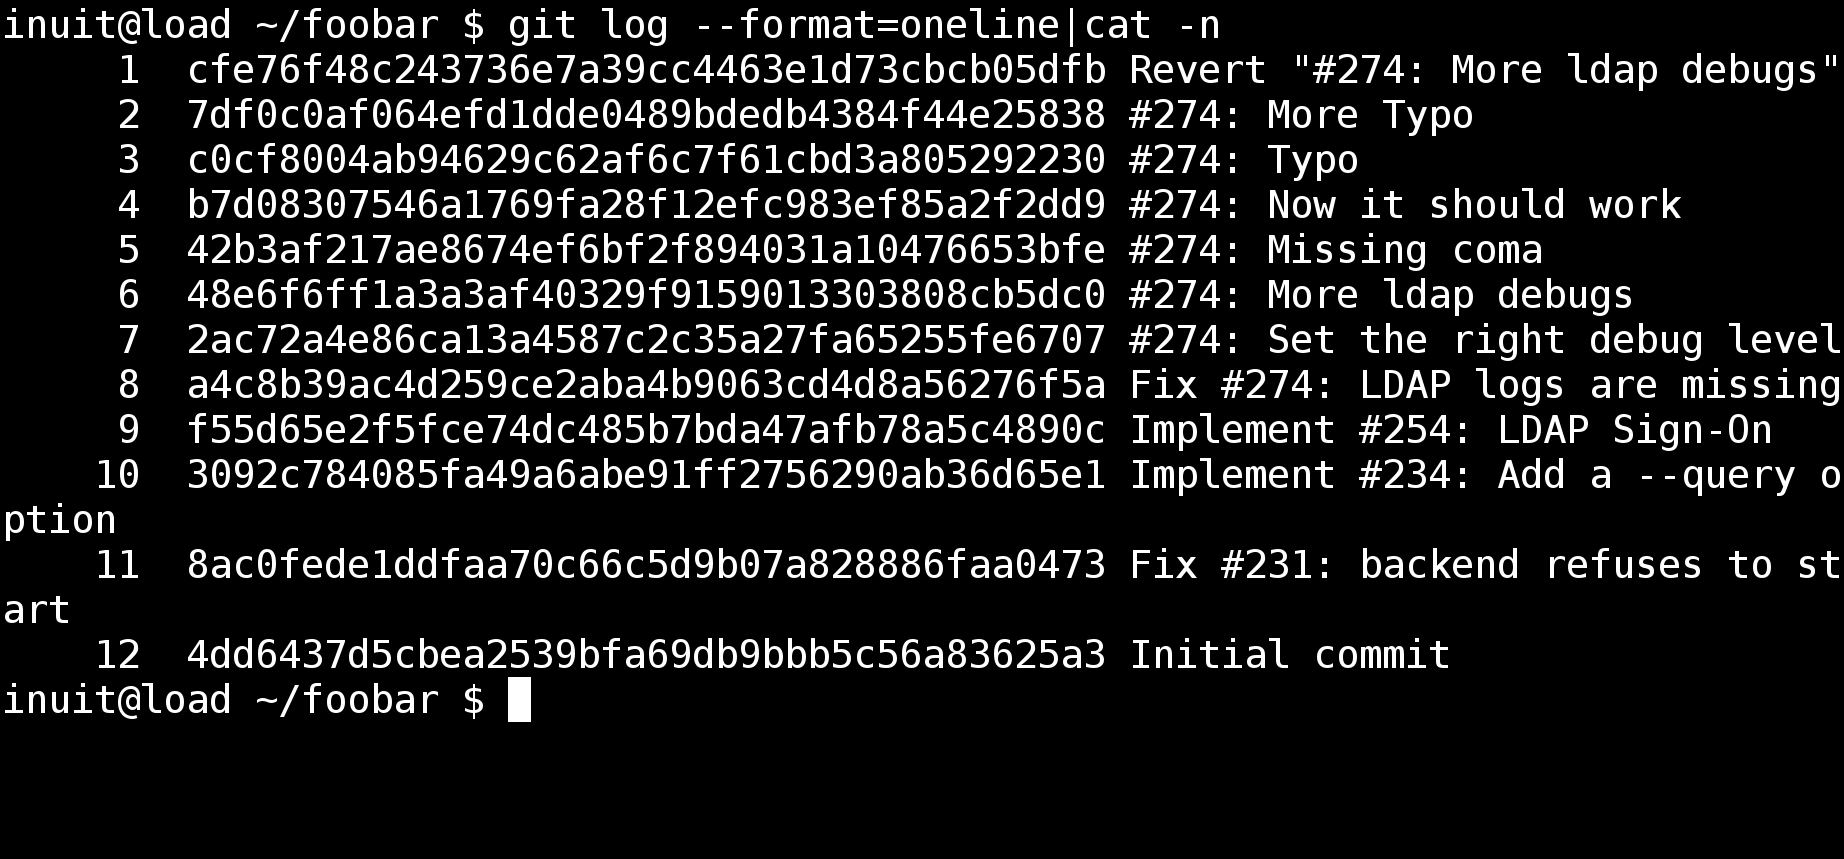 inuit@load ~/foobar $ git log --format=oneline|cat -n
     1  cfe76f48c243736e7a39cc4463e1d73cbcb05dfb Revert "#274: More ldap debugs"
     2  7df0c0af064efd1dde0489bdedb4384f44e25838 #274: More Typo
     3  c0cf8004ab94629c62af6c7f61cbd3a805292230 #274: Typo
     4  b7d08307546a1769fa28f12efc983ef85a2f2dd9 #274: Now it should work
     5  42b3af217ae8674ef6bf2f894031a10476653bfe #274: Missing coma
     6  48e6f6ff1a3a3af40329f9159013303808cb5dc0 #274: More ldap debugs
     7  2ac72a4e86ca13a4587c2c35a27fa65255fe6707 #274: Set the right debug level
     8  a4c8b39ac4d259ce2aba4b9063cd4d8a56276f5a Fix #274: LDAP logs are missing
     9  f55d65e2f5fce74dc485b7bda47afb78a5c4890c Implement #254: LDAP Sign-On
    10  3092c784085fa49a6abe91ff2756290ab36d65e1 Implement #234: Add a --query o
ption
    11  8ac0fede1ddfaa70c66c5d9b07a828886faa0473 Fix #231: backend refuses to st
art
    12  4dd6437d5cbea2539bfa69db9bbb5c56a83625a3 Initial commit
inuit@load ~/foobar $